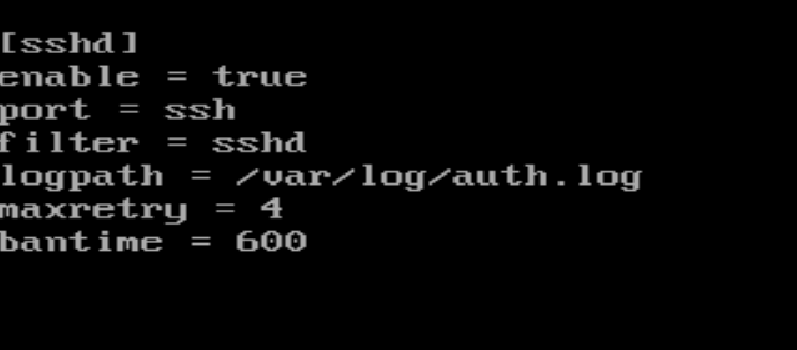 [sshd]
enable = true
port = ssh
filter = sshd
logpath = /var/log/auth.log
maxretry = 4
bantime = 600